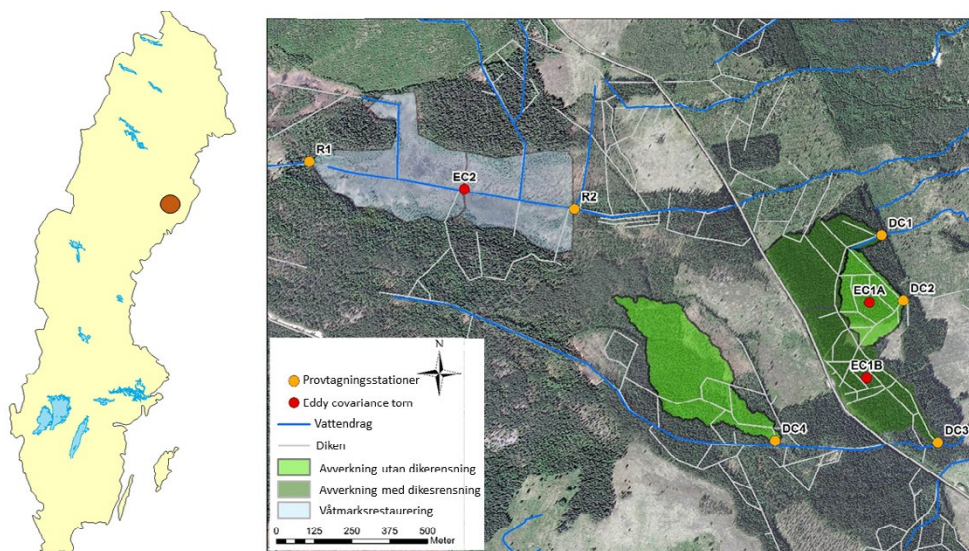 R1
EC2
R2
DC1
EC1A
DC2
EC1B
DC4
DC3
N
Provtagningsstationer
Eddy covariance torn
Vattendrag
Diken
Avverkning utan dikerensning
Avverkning med dikesrensning
Våtmarksrestaurering
0 125 250 375 500
Meter